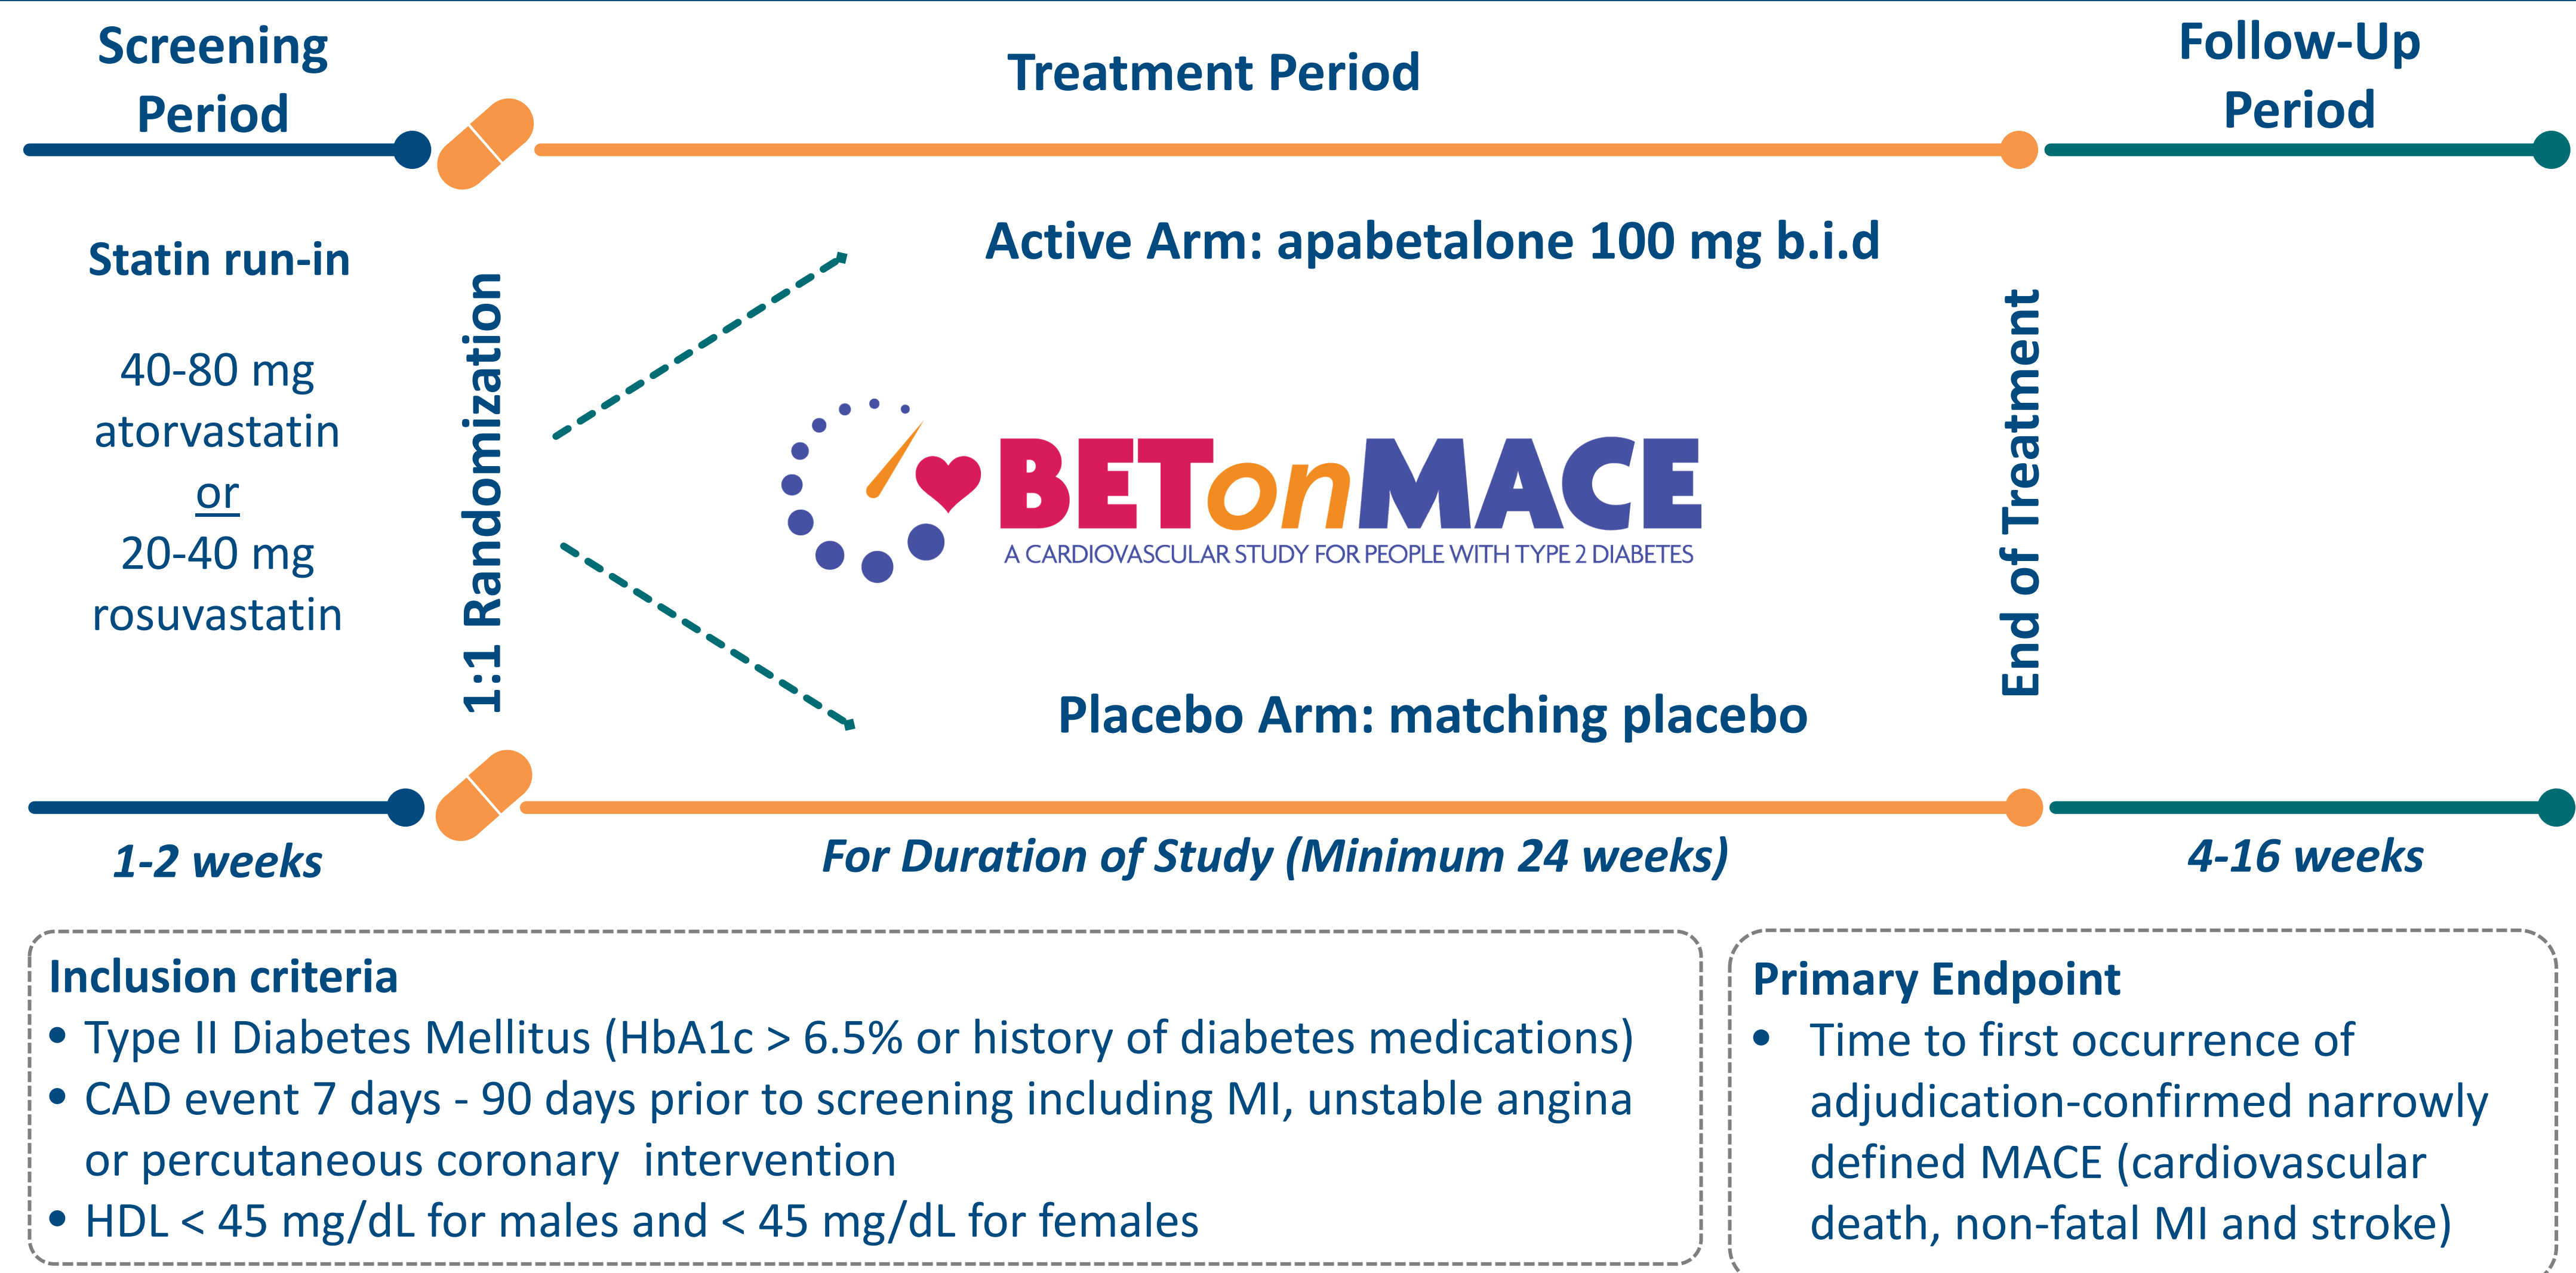 Screening
Period
Treatment Period
Follow-Up
Period
Statin run-in
40-80 mg
atorvastatin
or
20-40 mg
rosuvastatin
1:1 Randomization
Active Arm: apabetalone 100 mg b.i.d
BETonMACE
A CARDIOVASCULAR STUDY FOR PEOPLE WITH TYPE 2 DIABETES
Placebo Arm: matching placebo
End of Treatment
1-2 weeks
For Duration of Study (Minimum 24 weeks)
4-16 weeks
Inclusion criteria
• Type II Diabetes Mellitus (HbA1c > 6.5% or history of diabetes medications)
• CAD event 7 days - 90 days prior to screening including MI, unstable angina
or percutaneous coronary intervention
• HDL < 45 mg/dL for males and < 45 mg/dL for females
Primary Endpoint
• Time to first occurrence of
adjudication-confirmed narrowly
defined MACE (cardiovascular
death, non-fatal MI and stroke)